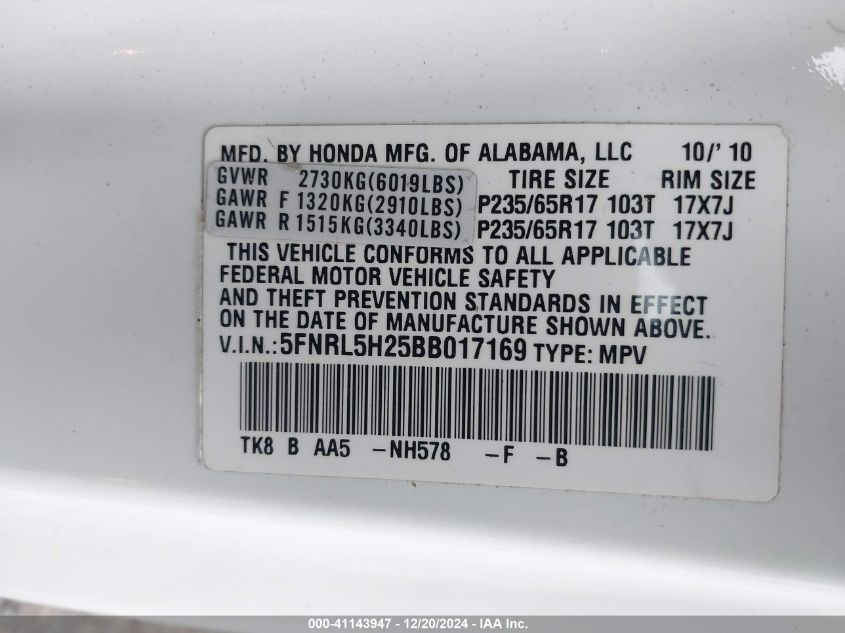 MFD. BY HONDA MFG. OF ALABAMA, LLC 10/' 10
GVWR 2730KG(6019LBS) TIRE SIZE RIM SIZE
GAWR F 1320KG(2910LBS) P235/65R17 103T 17X7J
GAWR R 1515KG(3340LBS) P235/65R17 103T 17X7J
THIS VEHICLE CONFORMS TO ALL APPLICABLE
FEDERAL MOTOR VEHICLE SAFETY
AND THEFT PREVENTION STANDARDS IN EFFECT
ON THE DATE OF MANUFACTURE SHOWN ABOVE.
V.I.N.: 5FNRL5H25BB017169 TYPE: MPV
TK8 B AA5 -NH578 -F -B
000-41143947 - 12/20/2024 - IAA Inc.